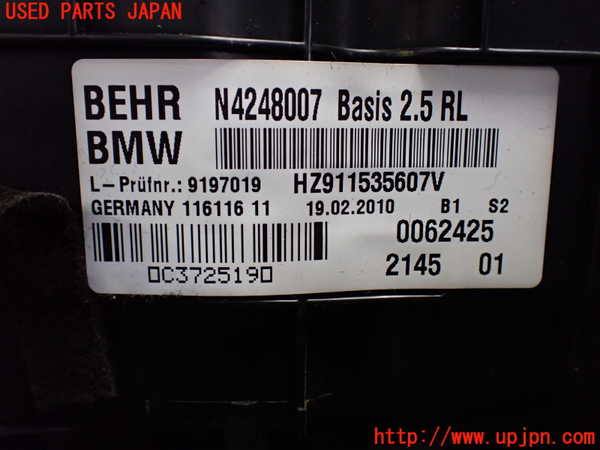 USED PARTS JAPAN
BEHR N4248007 Basis 2.5 RL
BMW
L-Prüfnr.: 9197019 HZ911535607V
GERMANY 116116 11 19.02.2010 B1 S2
0062425
0C3725190
2145 01
http://www.upjpn.com/